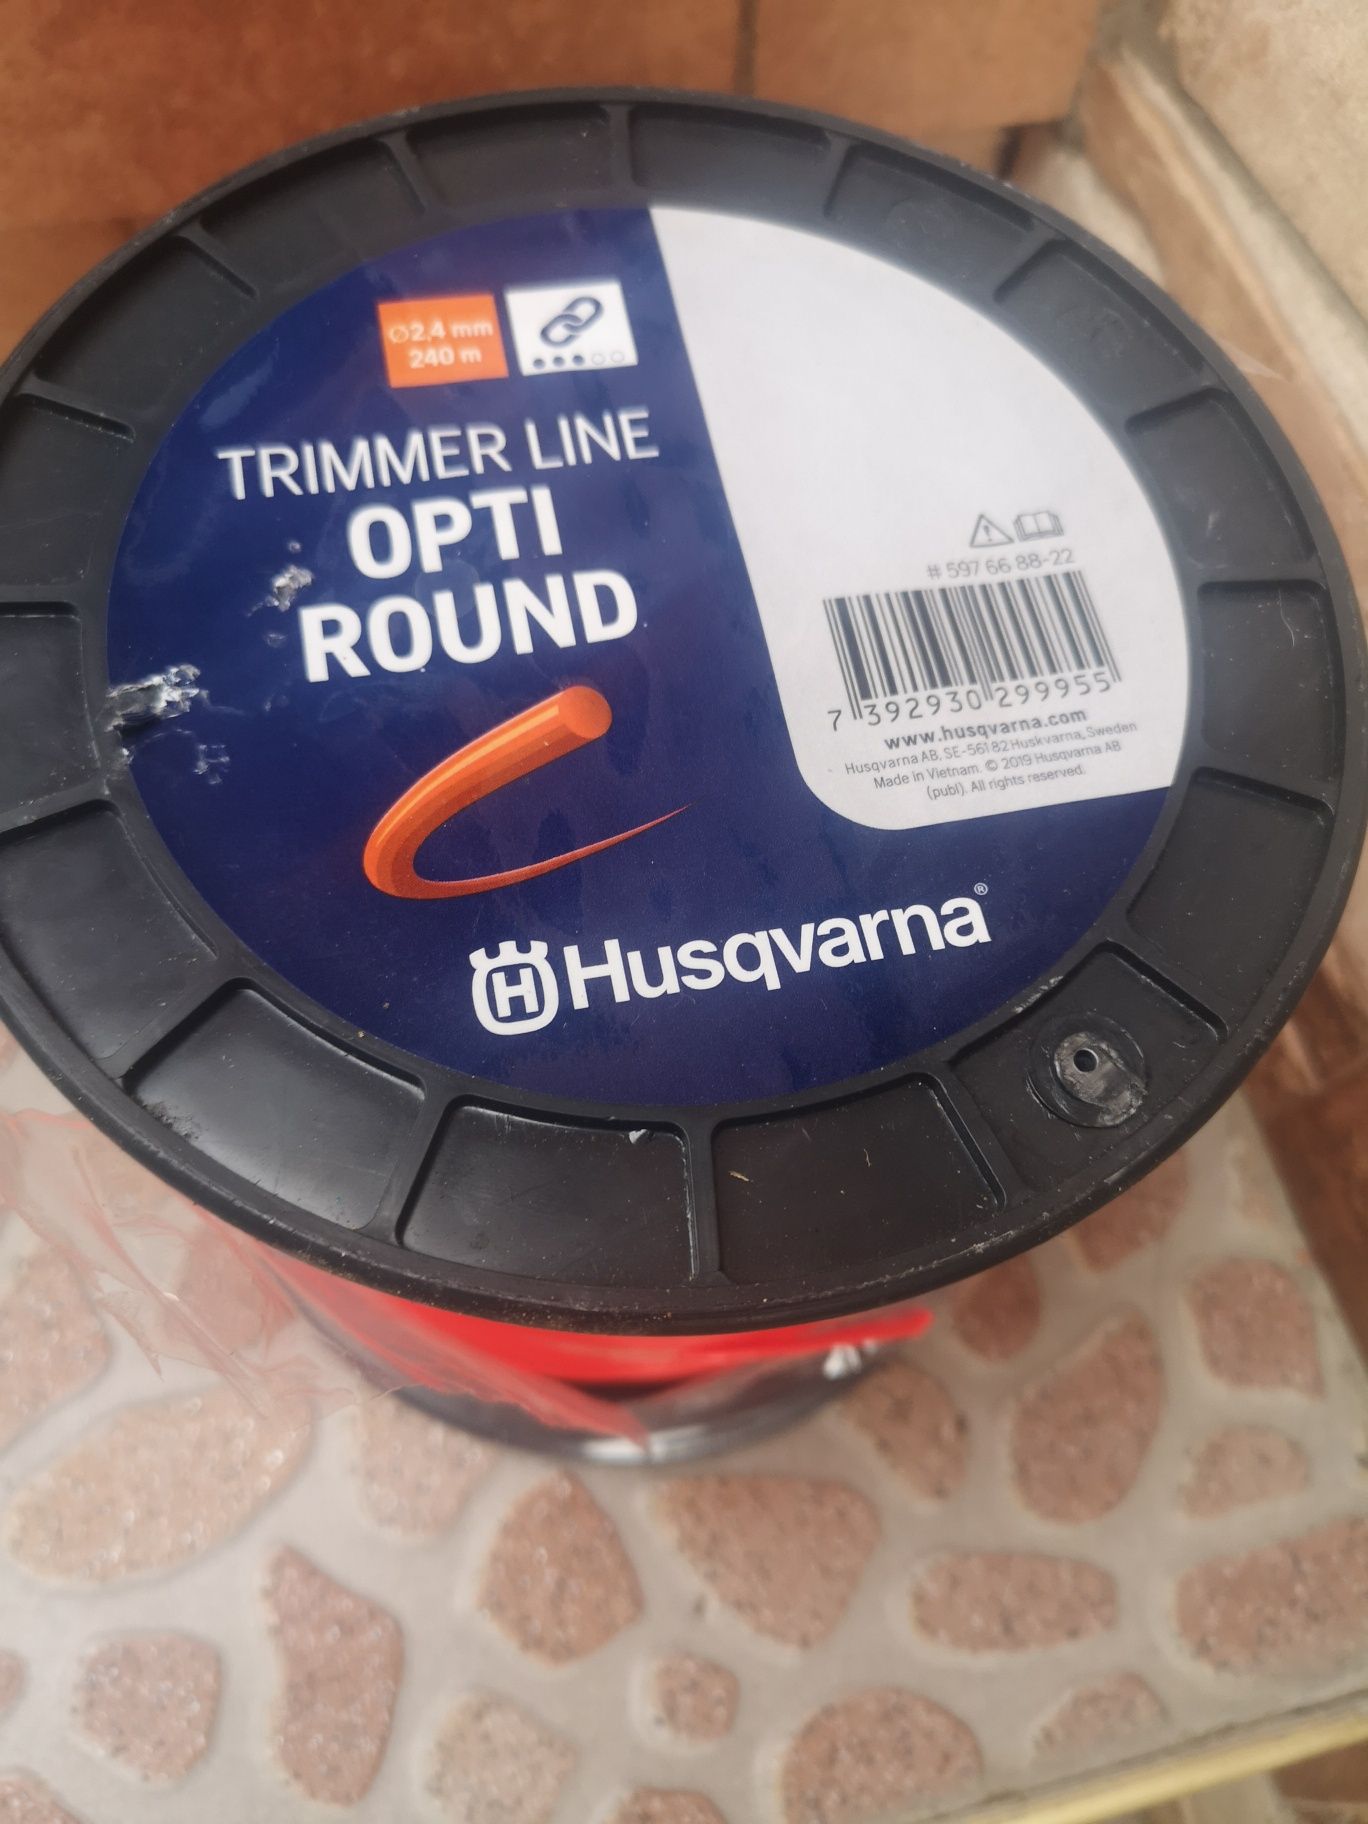 Ø2,4 mm
240 m
TRIMMER LINE
OPTI
ROUND
# 597 66 88-22
7 392930 299955
www.husqvarna.com
Husqvarna AB, SE-561 82 Huskvarna, Sweden
Made in Vietnam. © 2019 Husqvarna AB
(publ). All rights reserved.
H Husqvarna®